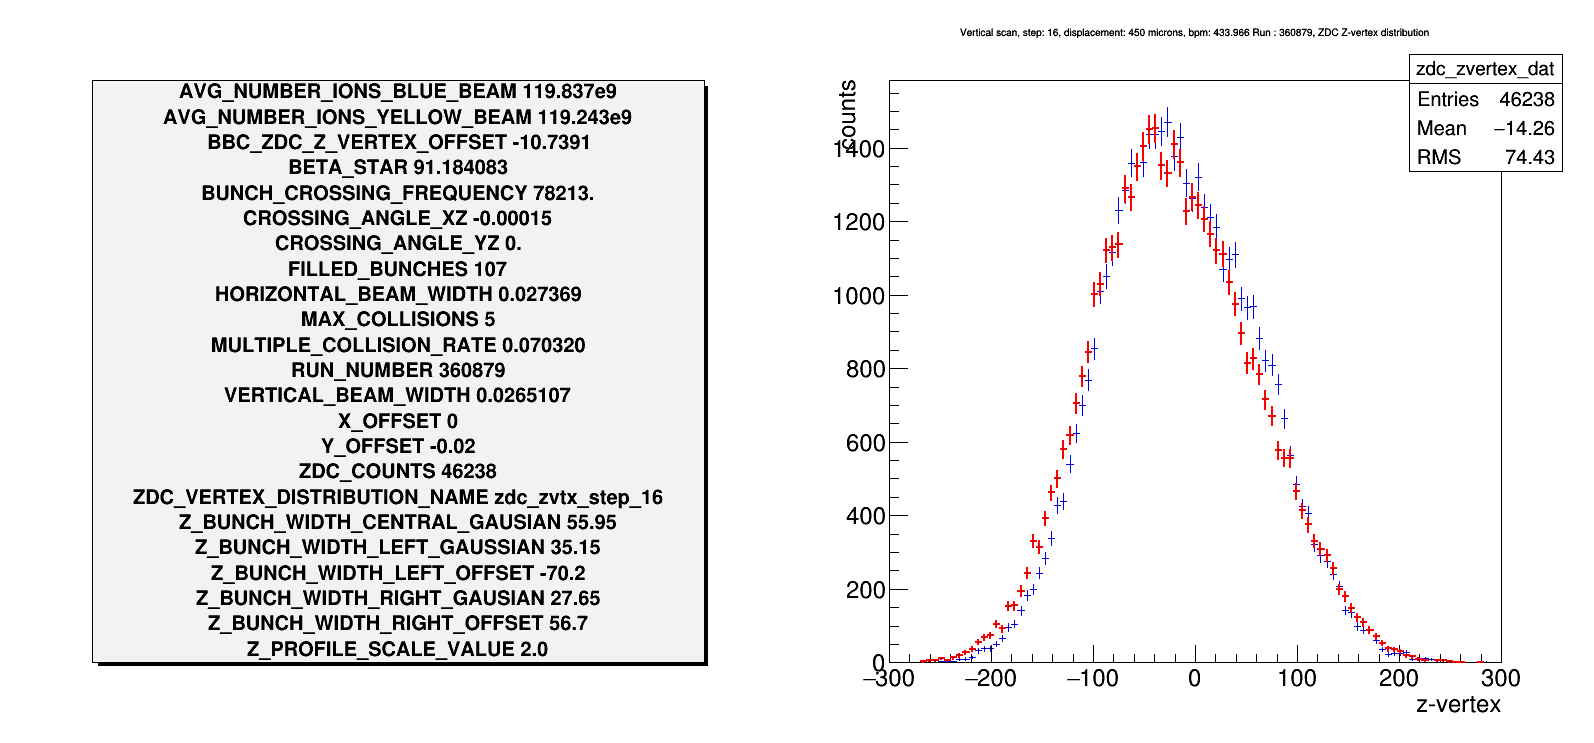 AVG_NUMBER_IONS_BLUE_BEAM 119.837e9
AVG_NUMBER_IONS_YELLOW_BEAM 119.243e9
BBC_ZDC_Z_VERTEX_OFFSET -10.7391
BETA_STAR 91.184083
BUNCH_CROSSING_FREQUENCY 78213.
CROSSING_ANGLE_XZ -0.00015
CROSSING_ANGLE_YZ 0.
FILLED_BUNCHES 107
HORIZONTAL_BEAM_WIDTH 0.027369
MAX_COLLISIONS 5
MULTIPLE_COLLISION_RATE 0.070320
RUN_NUMBER 360879
VERTICAL_BEAM_WIDTH 0.0265107
X_OFFSET 0
Y_OFFSET -0.02
ZDC_COUNTS 46238
ZDC_VERTEX_DISTRIBUTION_NAME zdc_zvtx_step_16
Z_BUNCH_WIDTH_CENTRAL_GAUSIAN 55.95
Z_BUNCH_WIDTH_LEFT_GAUSSIAN 35.15
Z_BUNCH_WIDTH_LEFT_OFFSET -70.2
Z_BUNCH_WIDTH_RIGHT_GAUSIAN 27.65
Z_BUNCH_WIDTH_RIGHT_OFFSET 56.7
Z_PROFILE_SCALE_VALUE 2.0
Vertical scan, step: 16, displacement: 450 microns, bpm: 433.966 Run : 360879, ZDC Z-vertex distribution
zdc_zvertex_dat
Entries 46238
Mean −14.26
RMS 74.43
counts
1400
1200
1000
800
600
400
200
0
−300 −200 −100 0 100 200 300
z-vertex